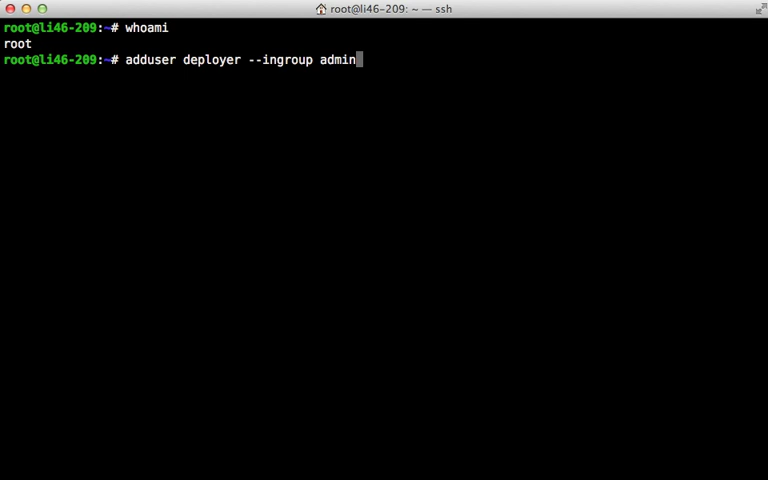 root@li46-209: ~ — ssh
root@li46-209:~# whoami
root
root@li46-209:~# adduser deployer --ingroup admin